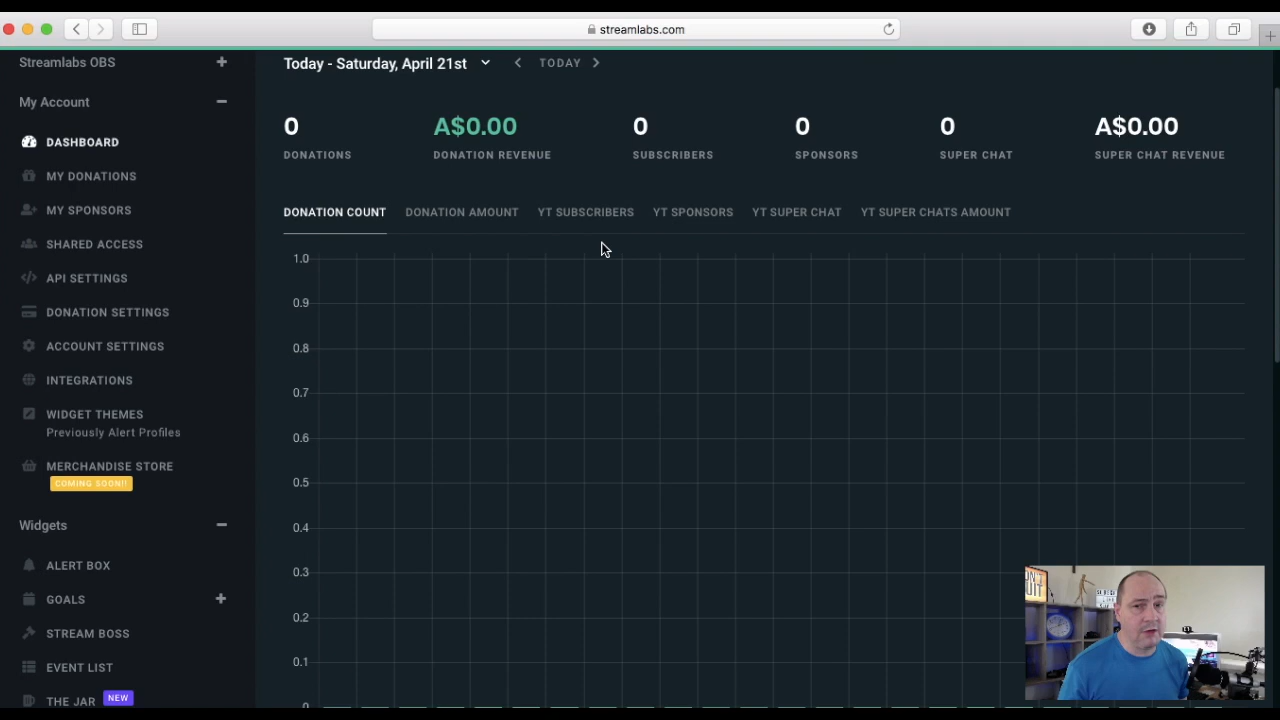 streamlabs.com
Streamlabs OBS
My Account
DASHBOARD
MY DONATIONS
MY SPONSORS
SHARED ACCESS
API SETTINGS
DONATION SETTINGS
ACCOUNT SETTINGS
INTEGRATIONS
WIDGET THEMES
Previously Alert Profiles
MERCHANDISE STORE
COMING SOON!!
Widgets
ALERT BOX
GOALS
STREAM BOSS
EVENT LIST
THE JAR NEW
Today - Saturday, April 21st TODAY
0 A$0.00 0 0 0 A$0.00
DONATIONS DONATION REVENUE SUBSCRIBERS SPONSORS SUPER CHAT SUPER CHAT REVENUE
DONATION COUNT DONATION AMOUNT YT SUBSCRIBERS YT SPONSORS YT SUPER CHAT YT SUPER CHATS AMOUNT
1.0
0.9
0.8
0.7
0.6
0.5
0.4
0.3
0.2
0.1
0